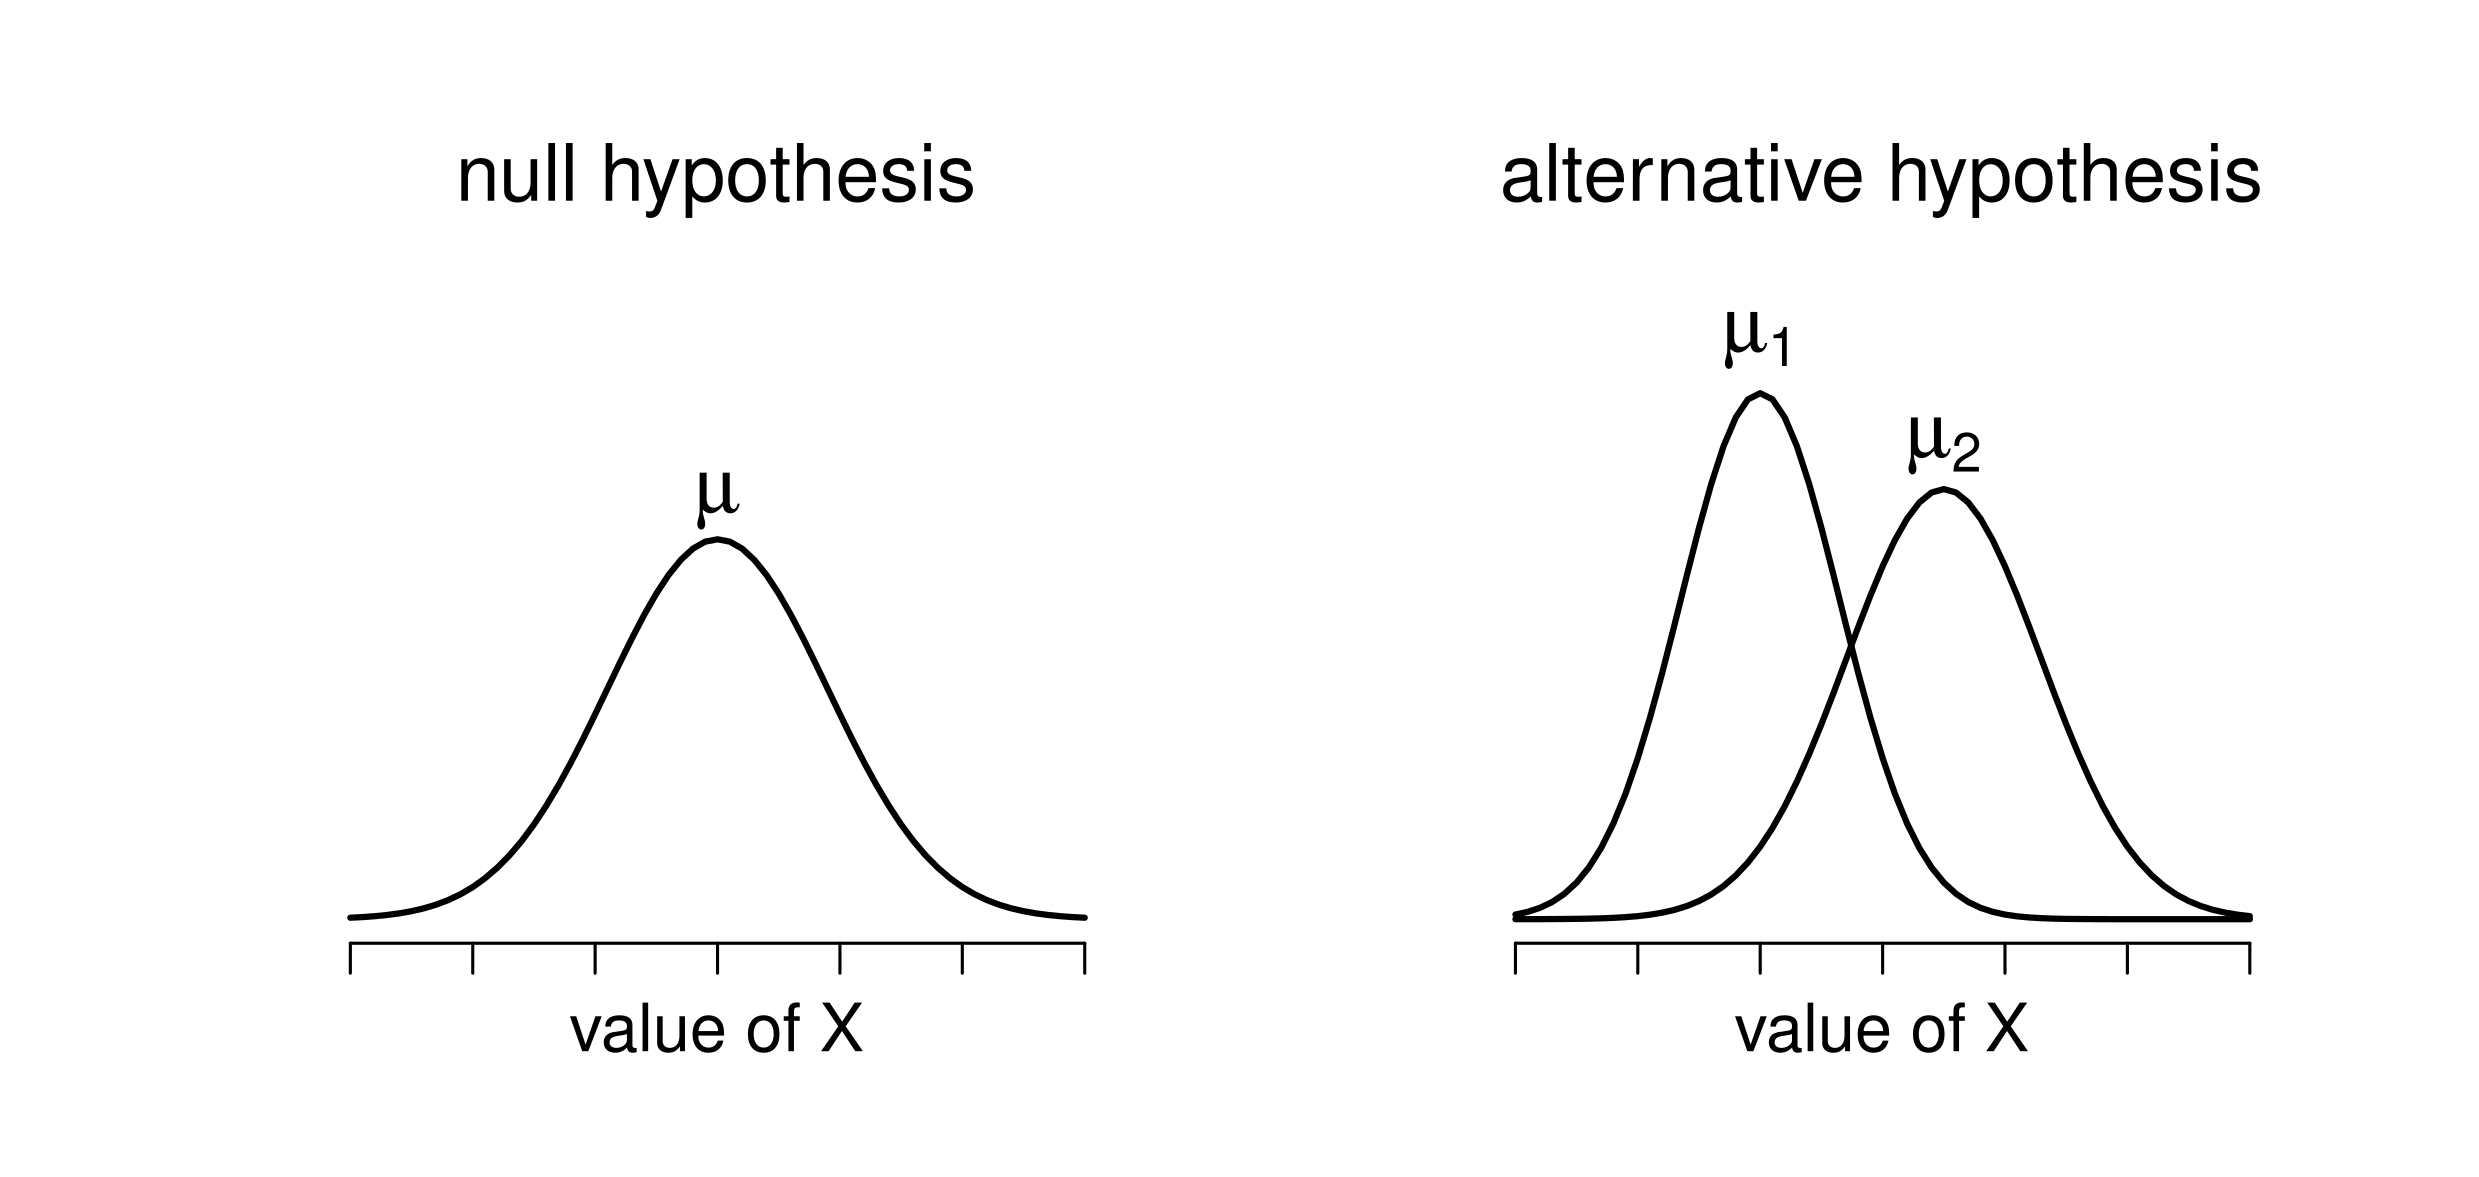 null hypothesis
μ
value of X
alternative hypothesis
μ1
μ2
value of X